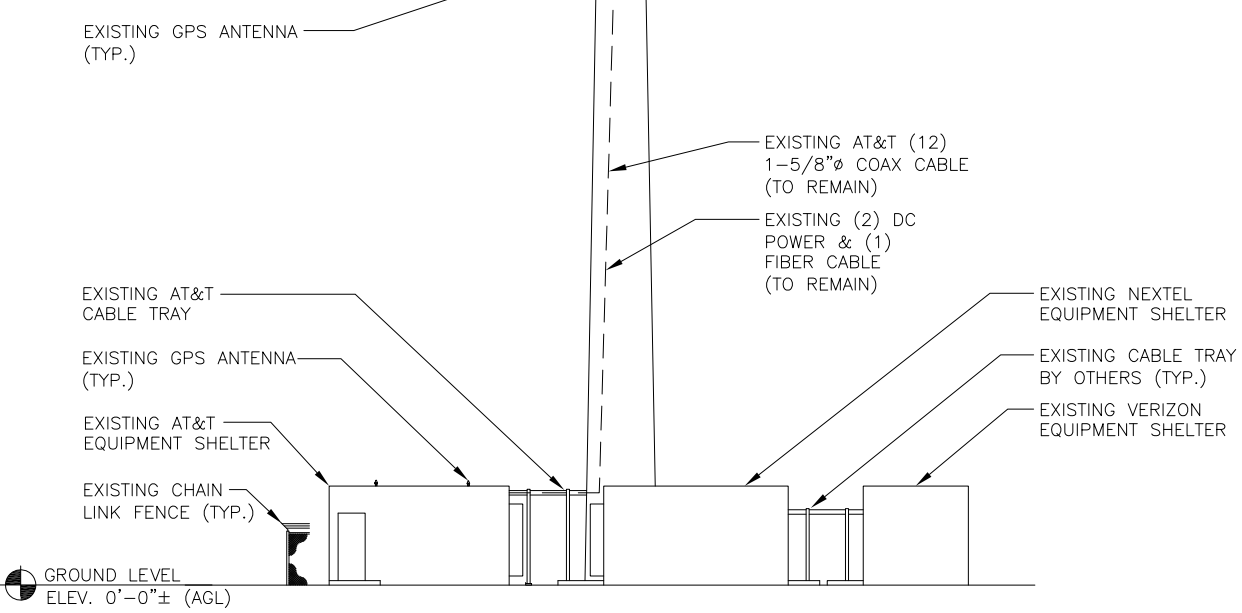 EXISTING GPS ANTENNA
(TYP.)
EXISTING AT&T (12)
1-5/8"ø COAX CABLE
(TO REMAIN)
EXISTING (2) DC
POWER & (1)
FIBER CABLE
(TO REMAIN)
EXISTING AT&T
CABLE TRAY
EXISTING GPS ANTENNA
(TYP.)
EXISTING AT&T
EQUIPMENT SHELTER
EXISTING CHAIN
LINK FENCE (TYP.)
EXISTING NEXTEL
EQUIPMENT SHELTER
EXISTING CABLE TRAY
BY OTHERS (TYP.)
EXISTING VERIZON
EQUIPMENT SHELTER
GROUND LEVEL
ELEV. 0'-0"± (AGL)